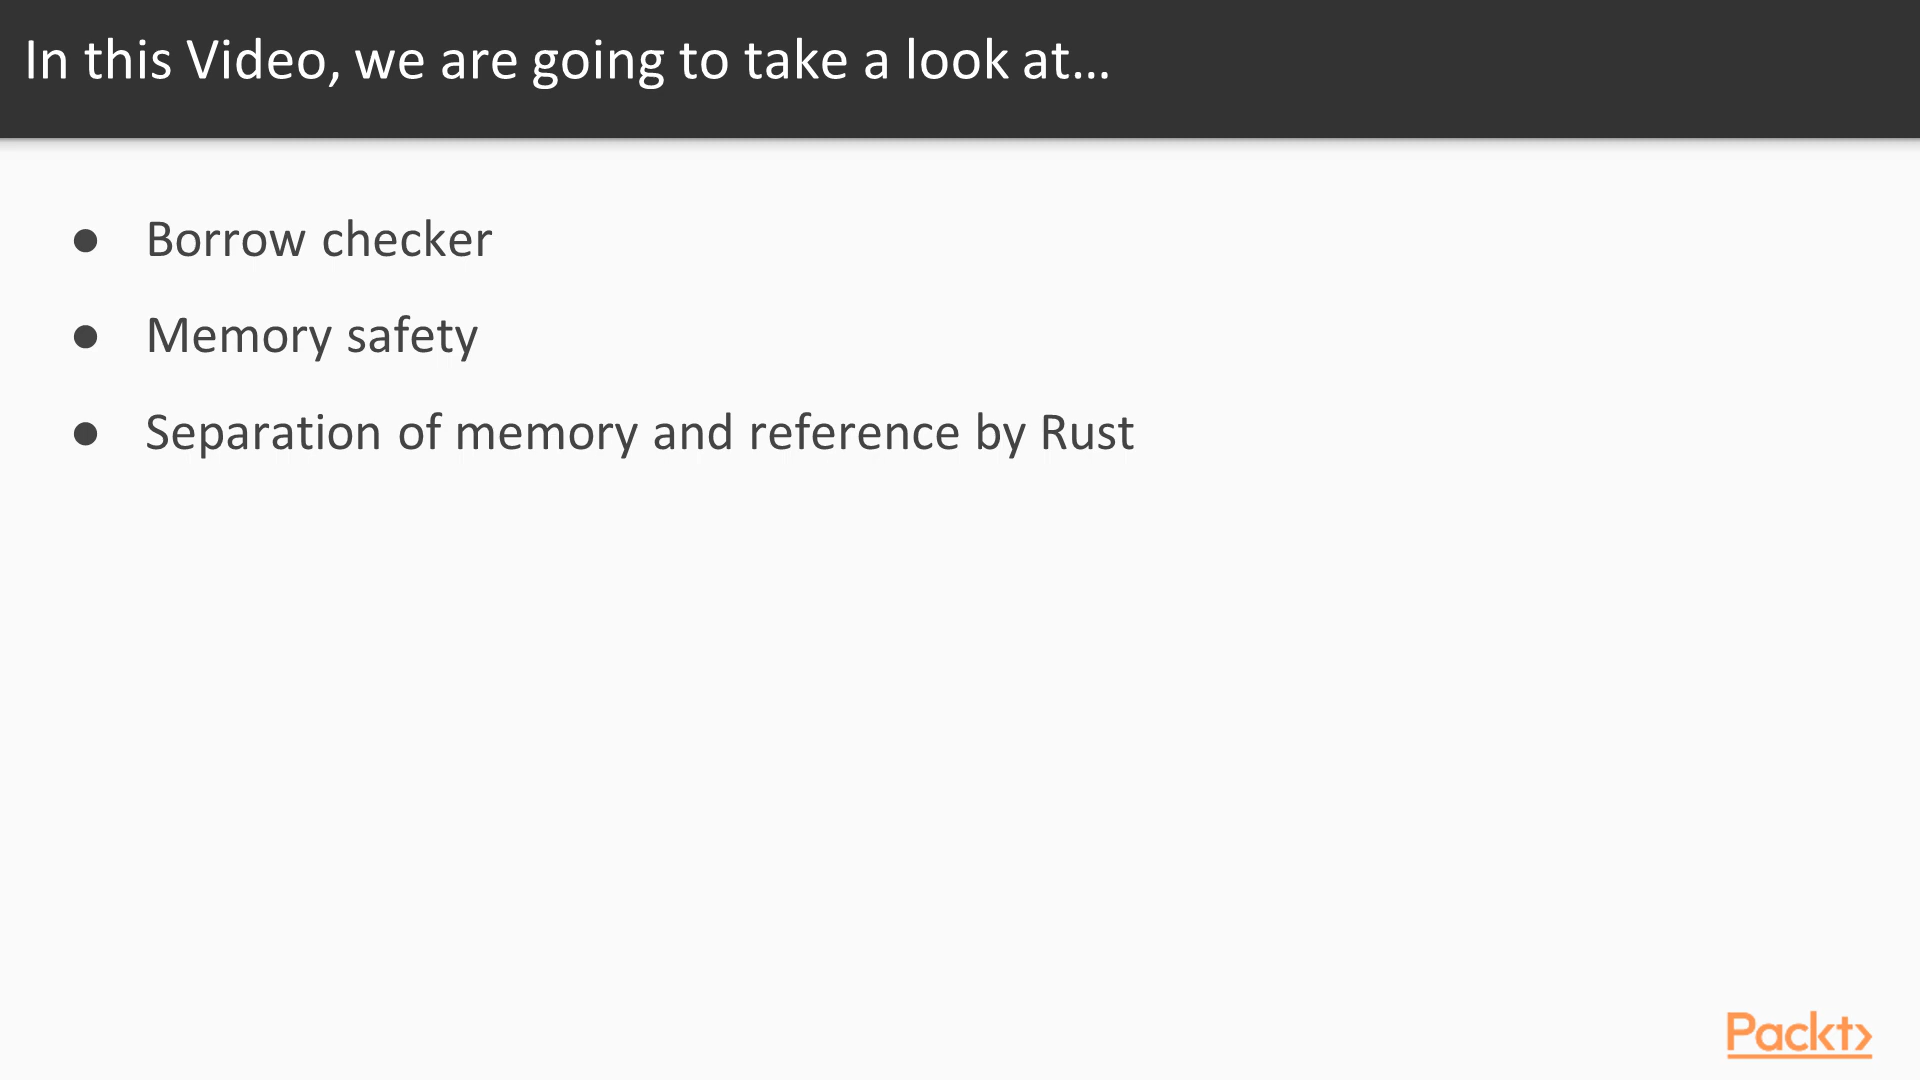 In this Video, we are going to take a look at...
● Borrow checker
● Memory safety
● Separation of memory and reference by Rust
Packt>